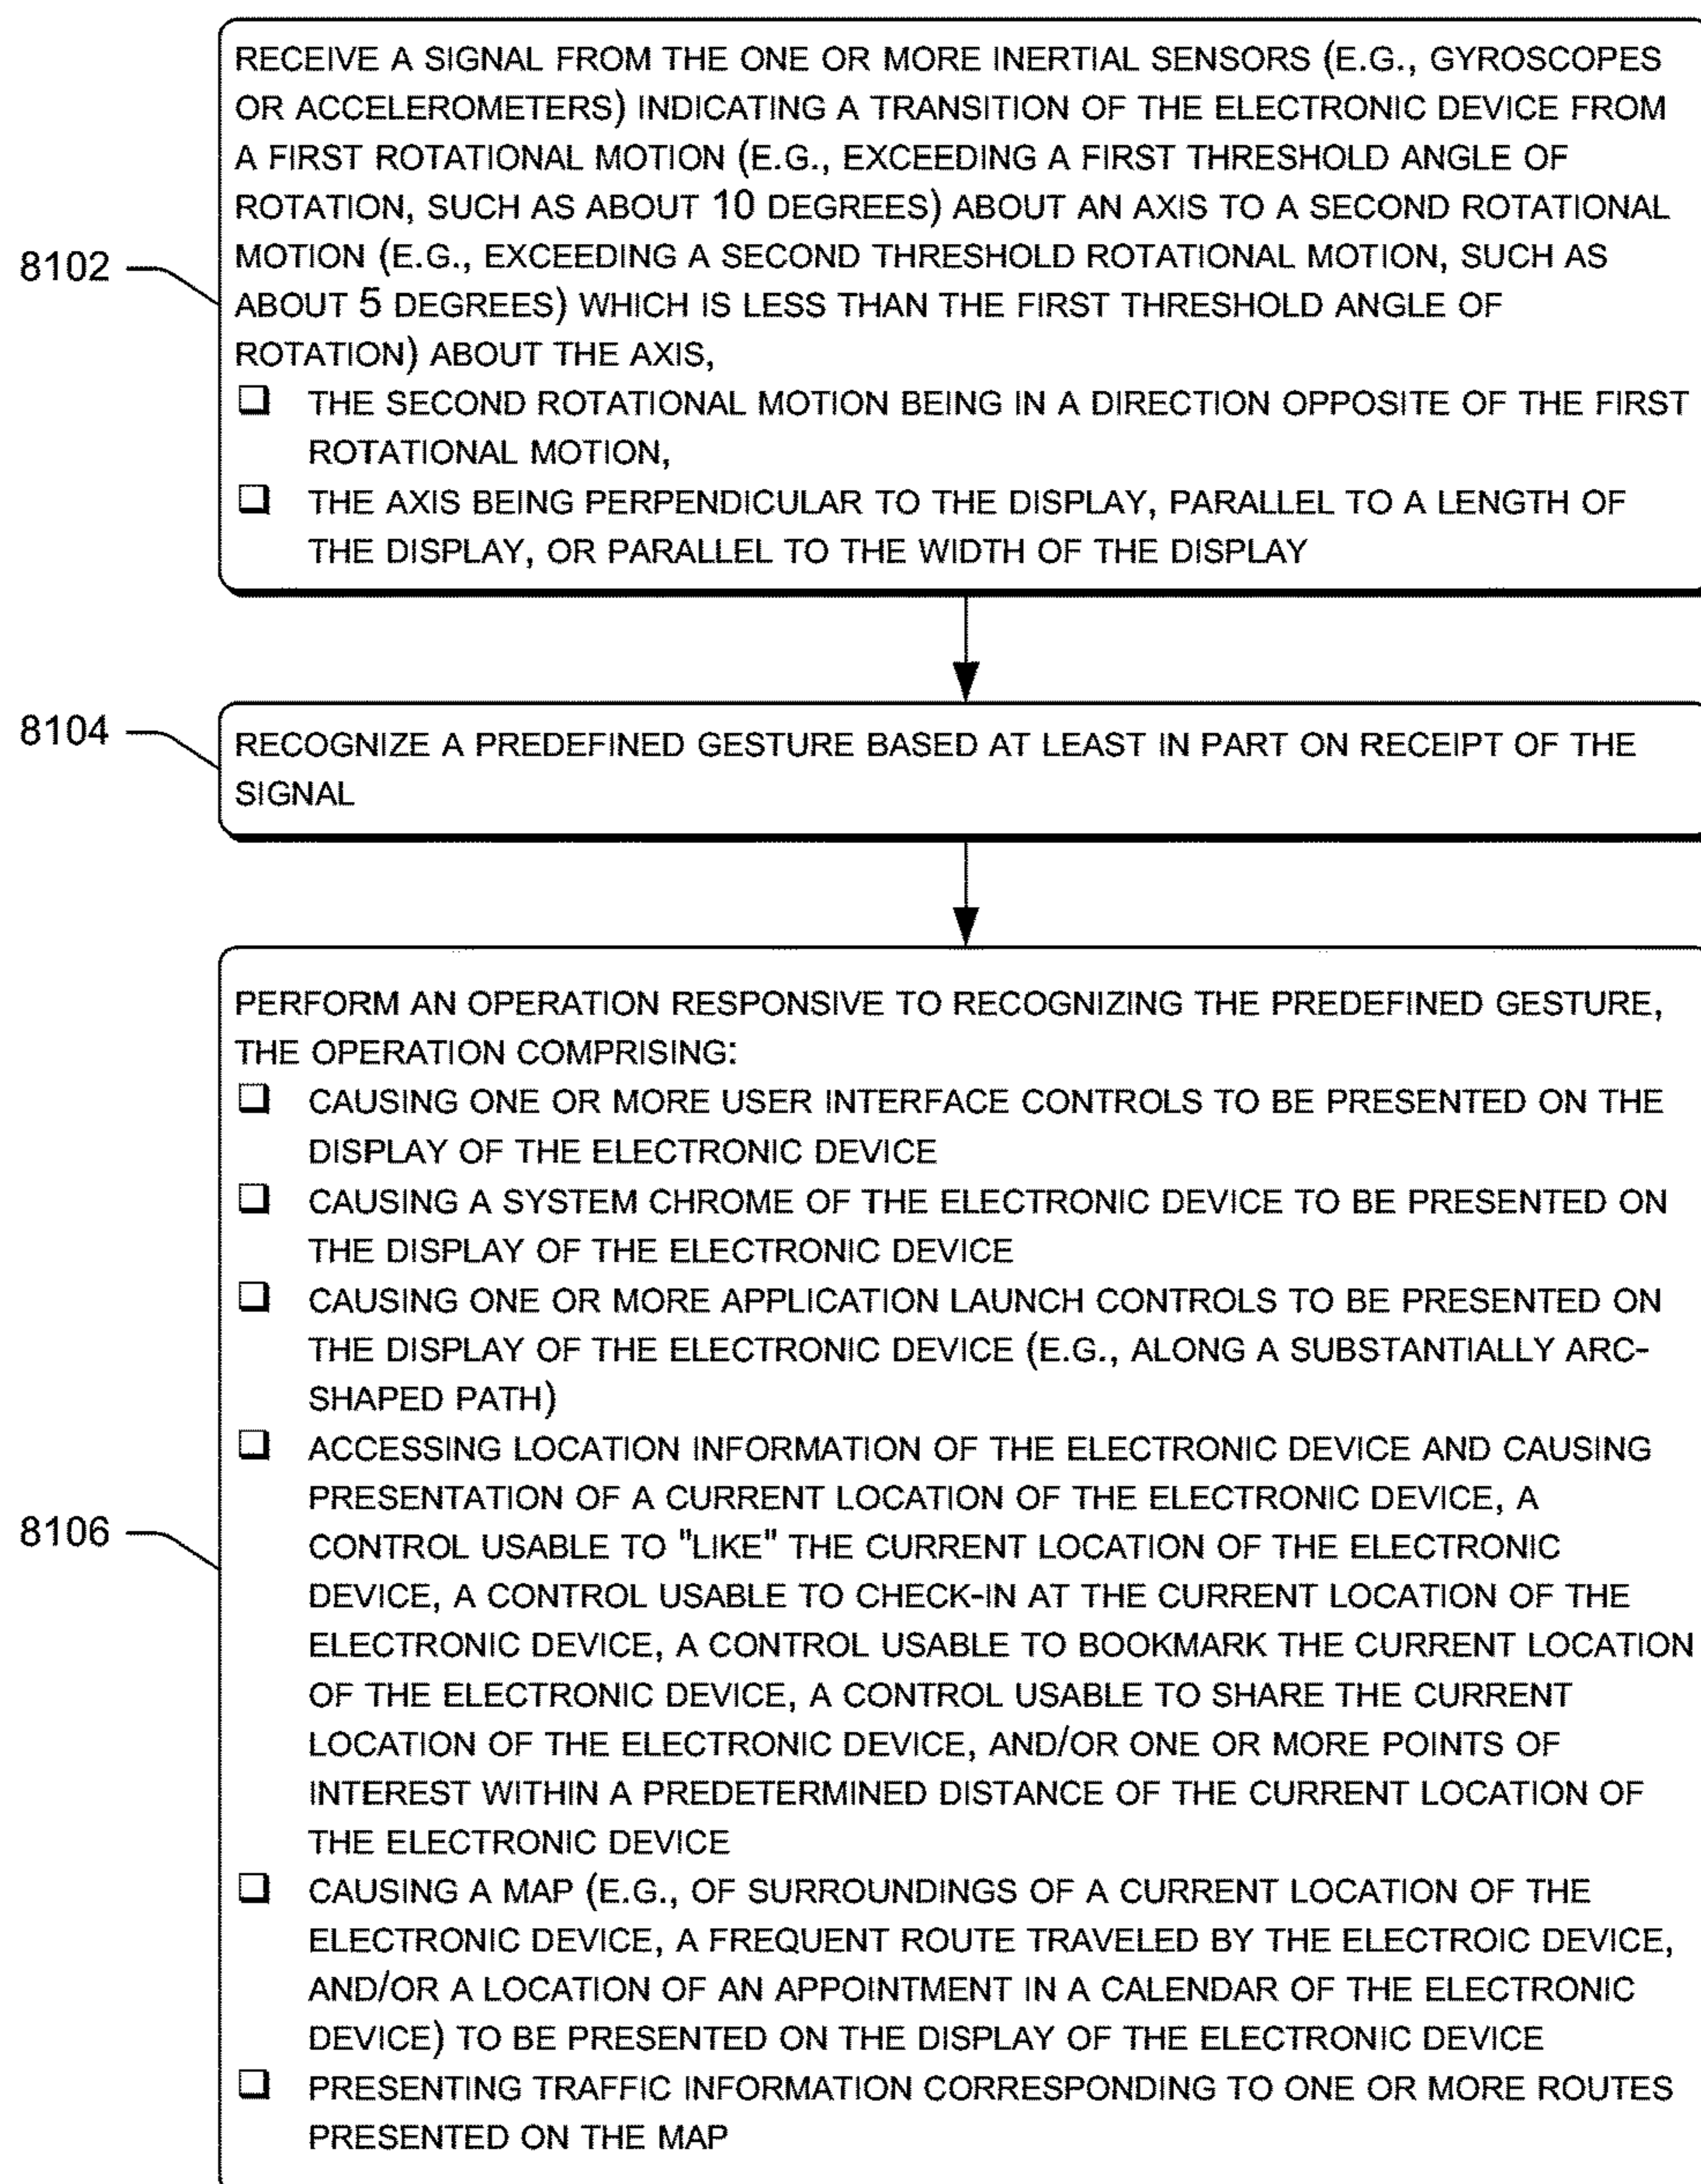 RECEIVE A SIGNAL FROM THE ONE OR MORE INERTIAL SENSORS (E.G., GYROSCOPES
OR ACCELEROMETERS) INDICATING A TRANSITION OF THE ELECTRONIC DEVICE FROM
A FIRST ROTATIONAL MOTION (E.G., EXCEEDING A FIRST THRESHOLD ANGLE OF
ROTATION, SUCH AS ABOUT 10 DEGREES) ABOUT AN AXIS TO A SECOND ROTATIONAL
8102
MOTION (E.G., EXCEEDING A SECOND THRESHOLD ROTATIONAL MOTION, SUCH AS
ABOUT 5 DEGREES) WHICH IS LESS THAN THE FIRST THRESHOLD ANGLE OF
ROTATION) ABOUT THE AXIS,
❑ THE SECOND ROTATIONAL MOTION BEING IN A DIRECTION OPPOSITE OF THE FIRST
ROTATIONAL MOTION,
❑ THE AXIS BEING PERPENDICULAR TO THE DISPLAY, PARALLEL TO A LENGTH OF
THE DISPLAY, OR PARALLEL TO THE WIDTH OF THE DISPLAY
8104
RECOGNIZE A PREDEFINED GESTURE BASED AT LEAST IN PART ON RECEIPT OF THE
SIGNAL
PERFORM AN OPERATION RESPONSIVE TO RECOGNIZING THE PREDEFINED GESTURE,
THE OPERATION COMPRISING:
❑ CAUSING ONE OR MORE USER INTERFACE CONTROLS TO BE PRESENTED ON THE
DISPLAY OF THE ELECTRONIC DEVICE
❑ CAUSING A SYSTEM CHROME OF THE ELECTRONIC DEVICE TO BE PRESENTED ON
THE DISPLAY OF THE ELECTRONIC DEVICE
❑ CAUSING ONE OR MORE APPLICATION LAUNCH CONTROLS TO BE PRESENTED ON
THE DISPLAY OF THE ELECTRONIC DEVICE (E.G., ALONG A SUBSTANTIALLY ARC-
SHAPED PATH)
❑ ACCESSING LOCATION INFORMATION OF THE ELECTRONIC DEVICE AND CAUSING
PRESENTATION OF A CURRENT LOCATION OF THE ELECTRONIC DEVICE, A
8106
CONTROL USABLE TO "LIKE" THE CURRENT LOCATION OF THE ELECTRONIC
DEVICE, A CONTROL USABLE TO CHECK-IN AT THE CURRENT LOCATION OF THE
ELECTRONIC DEVICE, A CONTROL USABLE TO BOOKMARK THE CURRENT LOCATION
OF THE ELECTRONIC DEVICE, A CONTROL USABLE TO SHARE THE CURRENT
LOCATION OF THE ELECTRONIC DEVICE, AND/OR ONE OR MORE POINTS OF
INTEREST WITHIN A PREDETERMINED DISTANCE OF THE CURRENT LOCATION OF
THE ELECTRONIC DEVICE
❑ CAUSING A MAP (E.G., OF SURROUNDINGS OF A CURRENT LOCATION OF THE
ELECTRONIC DEVICE, A FREQUENT ROUTE TRAVELED BY THE ELECTROIC DEVICE,
AND/OR A LOCATION OF AN APPOINTMENT IN A CALENDAR OF THE ELECTRONIC
DEVICE) TO BE PRESENTED ON THE DISPLAY OF THE ELECTRONIC DEVICE
❑ PRESENTING TRAFFIC INFORMATION CORRESPONDING TO ONE OR MORE ROUTES
PRESENTED ON THE MAP